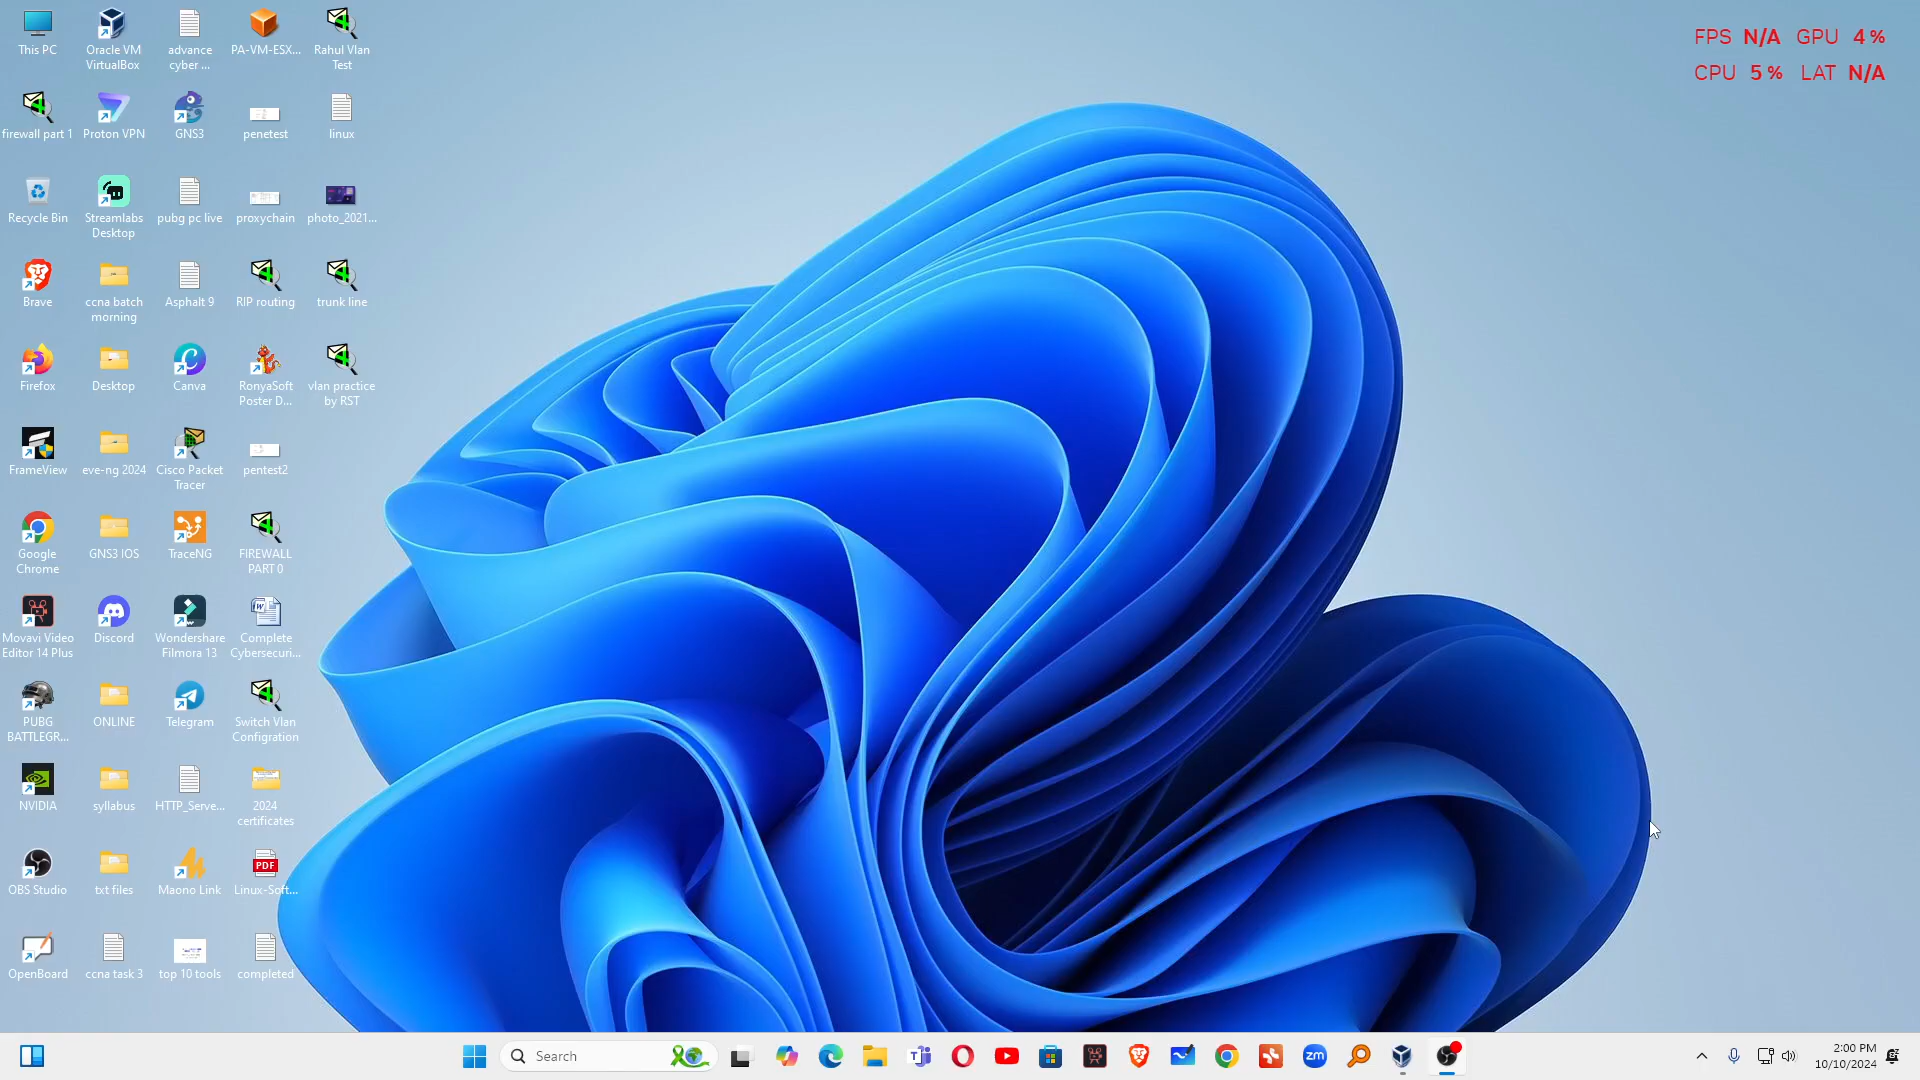 FPS N/A GPU 4 %
CPU 5 % LAT N/A
This PC
Oracle VM
VirtualBox
advance
cyber ...
PA-VM-ESX...
Rahul Vlan
Test
firewall part 1
Proton VPN
GNS3
penetest
linux
Recycle Bin
Streamlabs
Desktop
pubg pc live
proxychain
photo_2021...
Brave
ccna batch
morning
Asphalt 9
RIP routing
trunk line
Firefox
Desktop
Canva
RonyaSoft
Poster D...
vlan practice
by RST
FrameView
eve-ng 2024
Cisco Packet
Tracer
pentest2
Google
Chrome
GNS3 IOS
TraceNG
FIREWALL
PART 0
Movavi Video
Editor 14 Plus
Discord
Wondershare
Filmora 13
Complete
Cybersecuri...
PUBG
BATTLEGR...
ONLINE
Telegram
Switch Vlan
Configration
NVIDIA
syllabus
HTTP_Serve...
2024
certificates
OBS Studio
txt files
Maono Link
PDF
Linux-Soft...
OpenBoard
ccna task 3
top 10 tools
completed
Search
zm
2:00 PM
10/10/2024